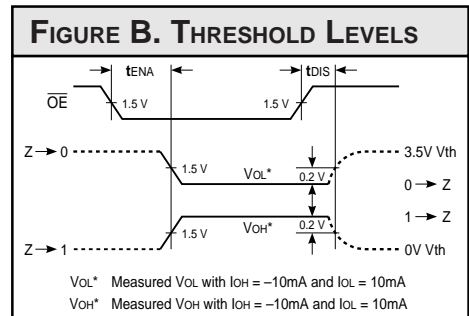 FIGURE B. THRESHOLD LEVELS
tENA tDIS
OE 1.5 V 1.5 V
Z 0 1.5 V VOL* 0.2 V 3.5V Vth
0 Z
1 Z
Z 1 1.5 V VOH* 0.2 V 0V Vth
VOL* Measured VOL with IOH = –10mA and IOL = 10mA
VOH* Measured VOH with IOH = –10mA and IOL = 10mA